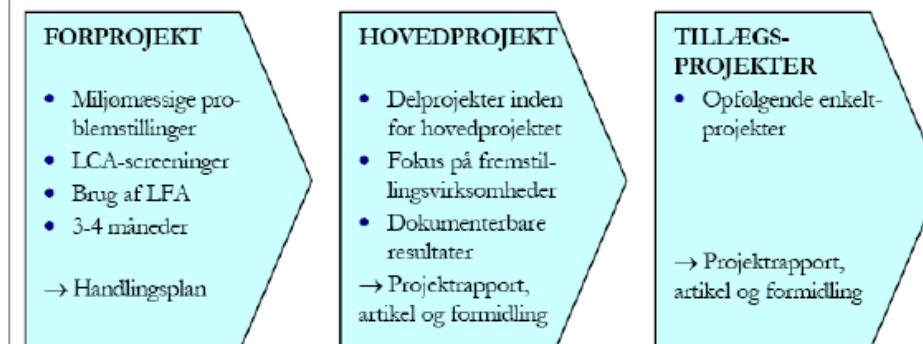 FORPROJEKT
• Miljømæssige pro-
blemstillinger
• LCA-screeninger
• Brug af LFA
• 3-4 måneder
→ Handlingsplan
HOVEDPROJEKT
• Delprojekter inden
for hovedprojektet
• Fokus på fremstil-
lingsvirksomheder
• Dokumenterbare
resultater
→ Projektrapport,
artikel og formidling
TILLÆGS-
PROJEKTER
• Opfølgende enkelt-
projekter
→ Projektrapport,
artikel og formidling